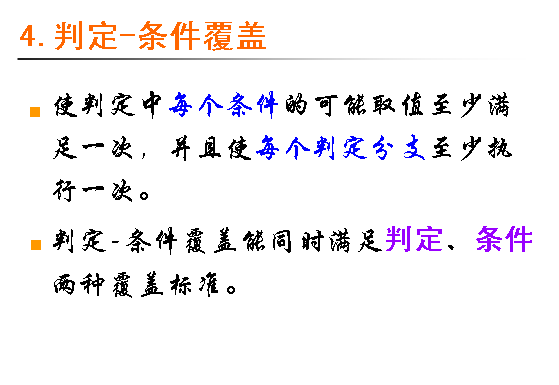 4.判定-条件覆盖
使判定中每个条件的可能取值至少满
足一次，并且使每个判定分支至少执
行一次。
判定-条件覆盖能同时满足判定、条件
两种覆盖标准。